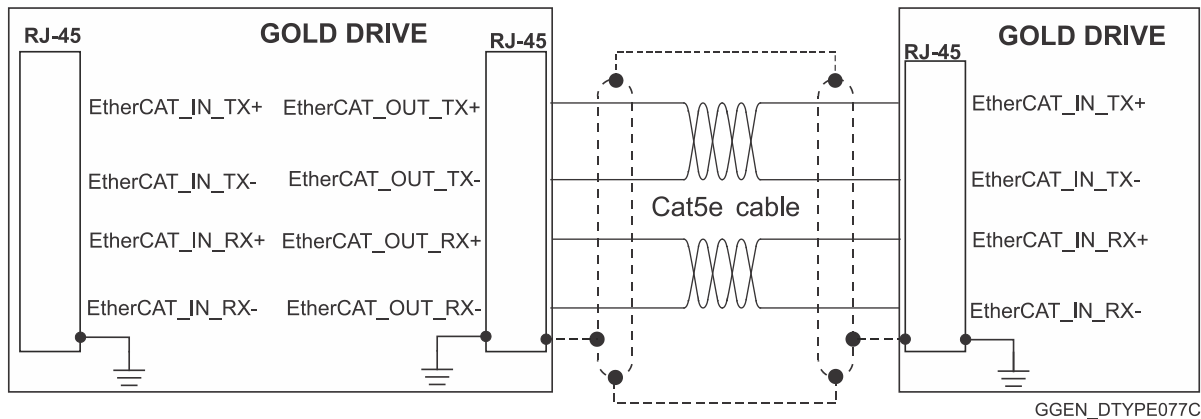 RJ-45
GOLD DRIVE
RJ-45
EtherCAT_IN_TX+
EtherCAT_OUT_TX+
EtherCAT_IN_TX-
EtherCAT_OUT_TX-
EtherCAT_IN_RX+
EtherCAT_OUT_RX+
EtherCAT_IN_RX-
EtherCAT_OUT_RX-
Cat5e cable
GOLD DRIVE
RJ-45
EtherCAT_IN_TX+
EtherCAT_IN_TX-
EtherCAT_IN_RX+
EtherCAT_IN_RX-
GGEN_DTYPE077C